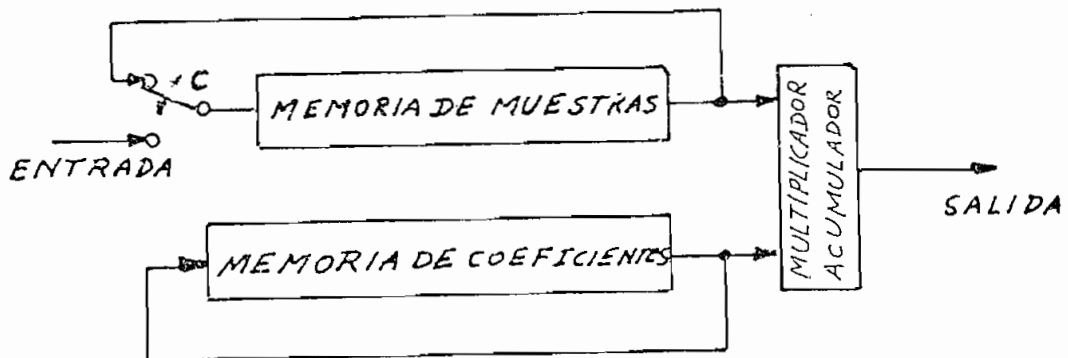 C
MEMORIA DE MUESTRAS
ENTRADA
MULTIPLICADOR
ACUMULADOR
SALIDA
MEMORIA DE COEFICIENTES